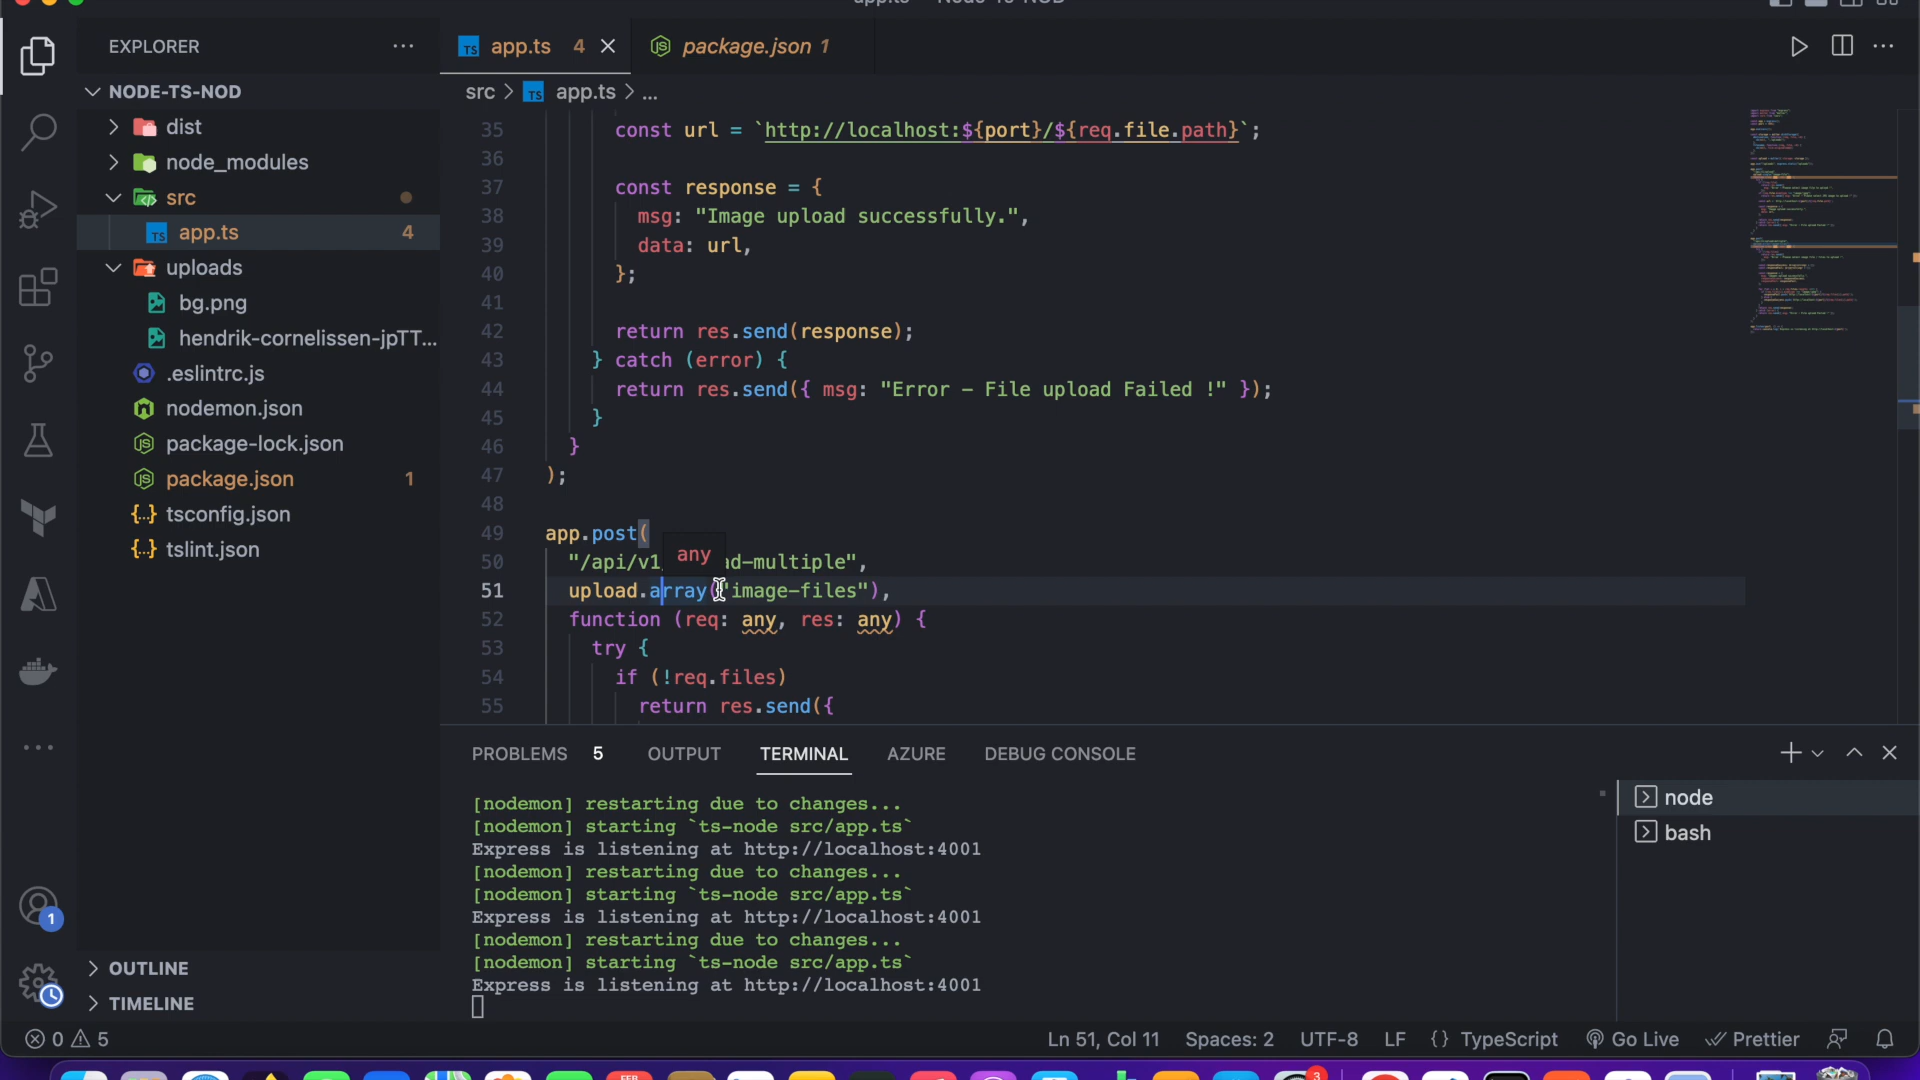 EXPLORER
NODE-TS-NOD
dist
node_modules
src
TS app.ts 4
uploads
bg.png
hendrik-cornelissen-jpTT...
.eslintrc.js
nodemon.json
package-lock.json
package.json 1
tsconfig.json
tslint.json
OUTLINE
TIMELINE
1
TS app.ts 4
package.json 1
src > TS app.ts > ...
35 const url = `http://localhost:${port}/${req.file.path}`;
36
37 const response = {
38 msg: "Image upload successfully.",
39 data: url,
40 };
41
42 return res.send(response);
43 } catch (error) {
44 return res.send({ msg: "Error - File upload Failed !" });
45 }
46 }
47 );
48
49 app.post(
any
50 "/api/v1 ad-multiple",
51 upload.array("image-files"),
52 function (req: any, res: any) {
53 try {
54 if (!req.files)
55 return res.send({
PROBLEMS 5 OUTPUT TERMINAL AZURE DEBUG CONSOLE
[nodemon] restarting due to changes...
[nodemon] starting `ts-node src/app.ts`
Express is listening at http://localhost:4001
[nodemon] restarting due to changes...
[nodemon] starting `ts-node src/app.ts`
Express is listening at http://localhost:4001
[nodemon] restarting due to changes...
[nodemon] starting `ts-node src/app.ts`
Express is listening at http://localhost:4001
node
bash
0 5 Ln 51, Col 11 Spaces: 2 UTF-8 LF {} TypeScript Go Live Prettier
FEB
3